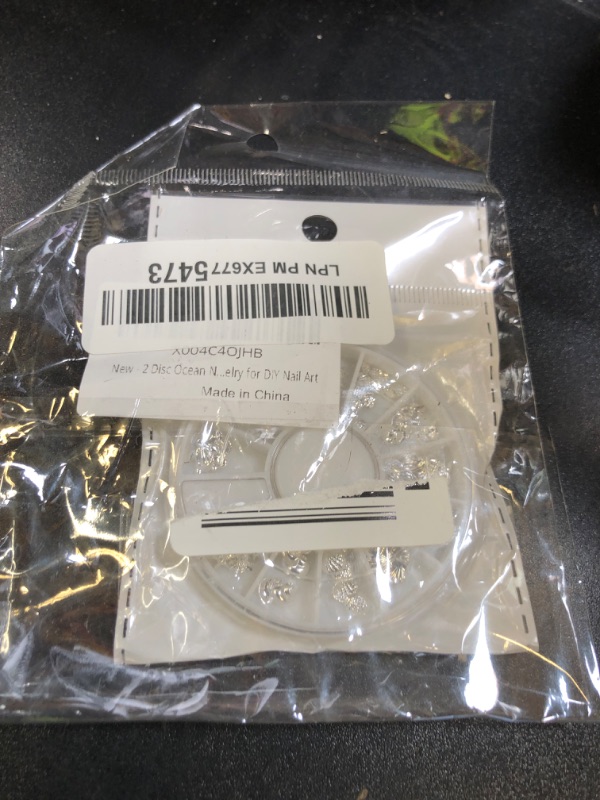 LPN PM EX6775473
X004C4OJHB
New - 2 Disc Ocean N...elry for DIY Nail Art
Made in China